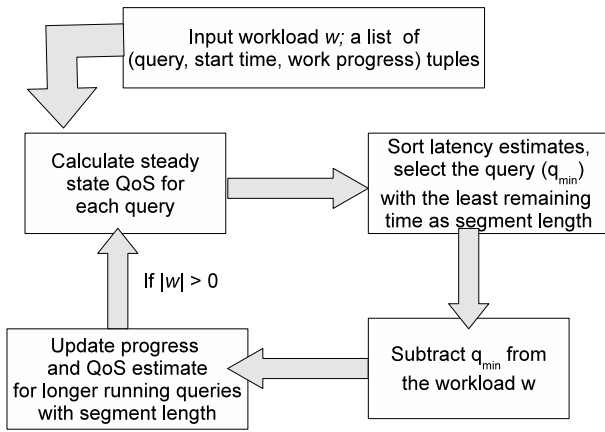 Input workload w; a list of
(query, start time, work progress) tuples
Calculate steady
state QoS for
each query
Sort latency estimates,
select the query (qmin)
with the least remaining
time as segment length
If |w| > 0
Update progress
and QoS estimate
for longer running queries
with segment length
Subtract qmin from
the workload w